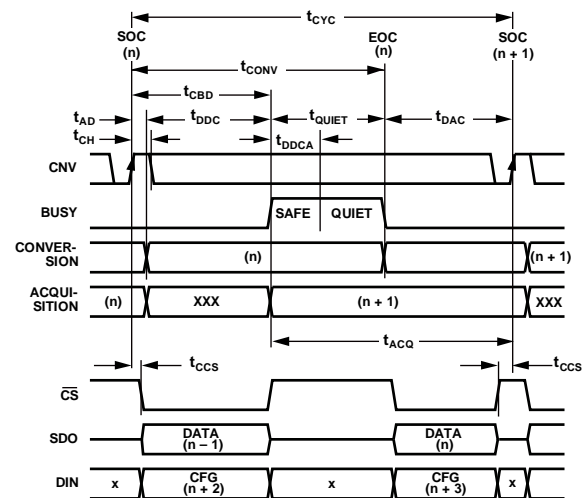 tCYC
SOC
(n)
EOC
(n)
SOC
(n + 1)
tCONV
tCBD
tAD
tDDC
tQUIET
tDAC
tCH
tDDCA
CNV
BUSY
SAFE
QUIET
CONVER-
SION
(n)
(n + 1)
ACQUI-
SITION
(n)
XXX
(n + 1)
XXX
tACQ
tCCS
tCCS
CS
SDO
DATA
(n – 1)
DATA
(n)
DIN
x
CFG
(n + 2)
x
CFG
(n + 3)
x